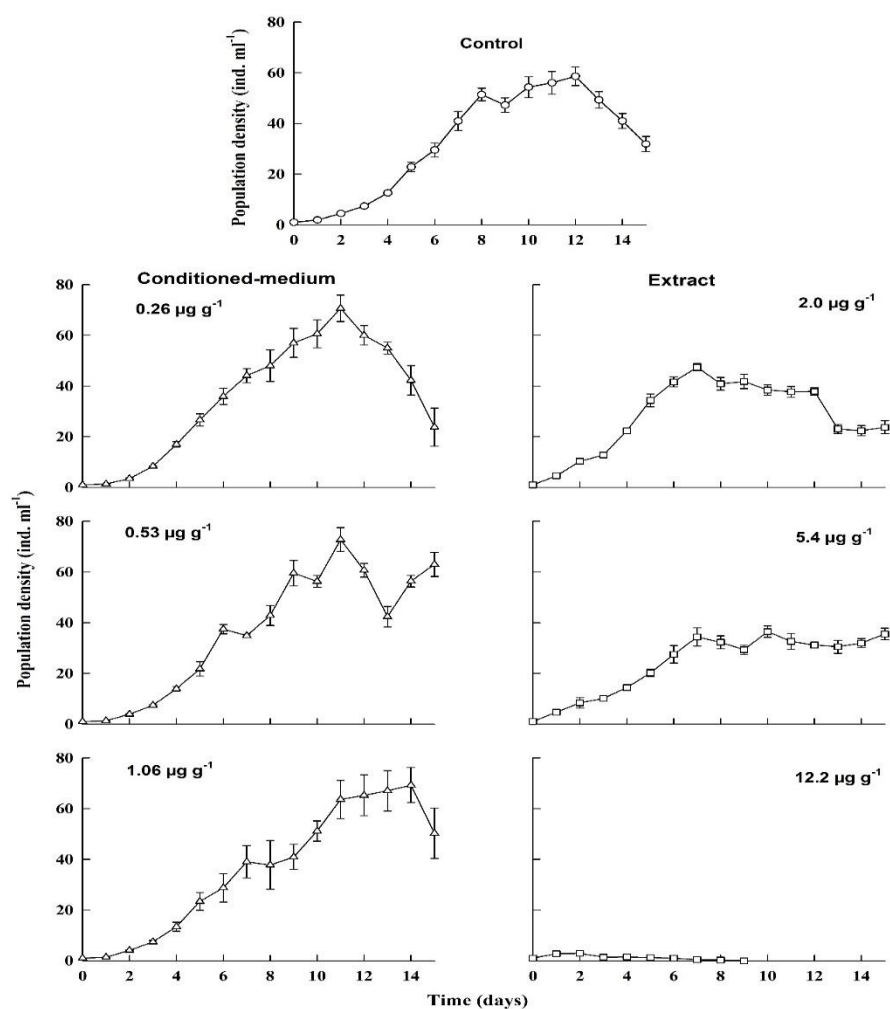 Control
Population density (ind. ml⁻¹)
80
60
40
20
0
0 2 4 6 8 10 12 14
Conditioned-medium
Extract
Population density (ind. ml⁻¹)
0.26 µg g⁻¹
80
60
40
20
0
2.0 µg g⁻¹
0.53 µg g⁻¹
80
60
40
20
0
5.4 µg g⁻¹
1.06 µg g⁻¹
80
60
40
20
0
0 2 4 6 8 10 12 14
12.2 µg g⁻¹
0 2 4 6 8 10 12 14
Time (days)